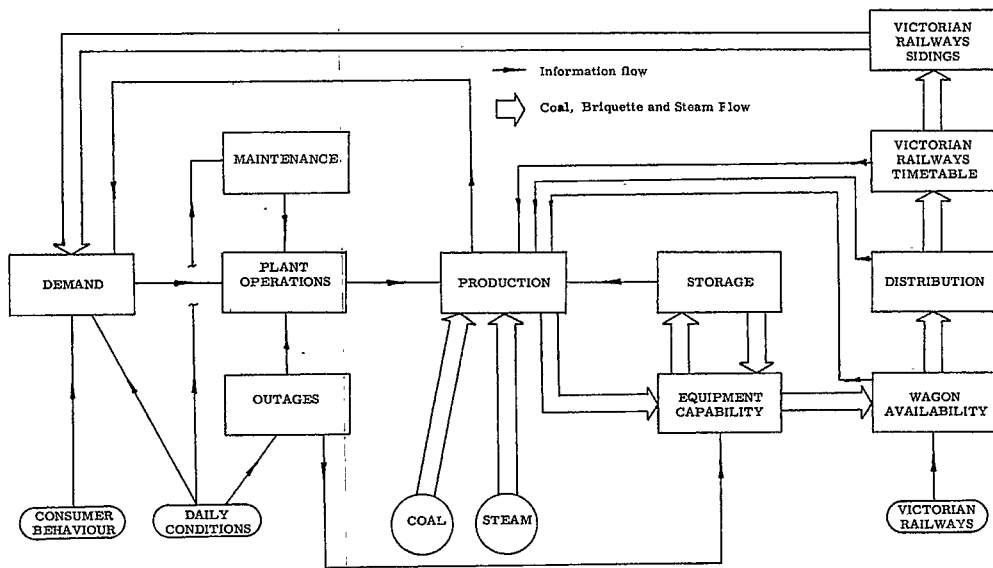 VICTORIAN
RAILWAYS
SIDINGS
Information flow
Coal, Briquette and Steam Flow
MAINTENANCE
VICTORIAN
RAILWAYS
TIMETABLE
DEMAND
PLANT
OPERATIONS
PRODUCTION
STORAGE
DISTRIBUTION
OUTAGES
EQUIPMENT
CAPABILITY
WAGON
AVAILABILITY
CONSUMER
BEHAVIOUR
DAILY
CONDITIONS
COAL
STEAM
VICTORIAN
RAILWAYS